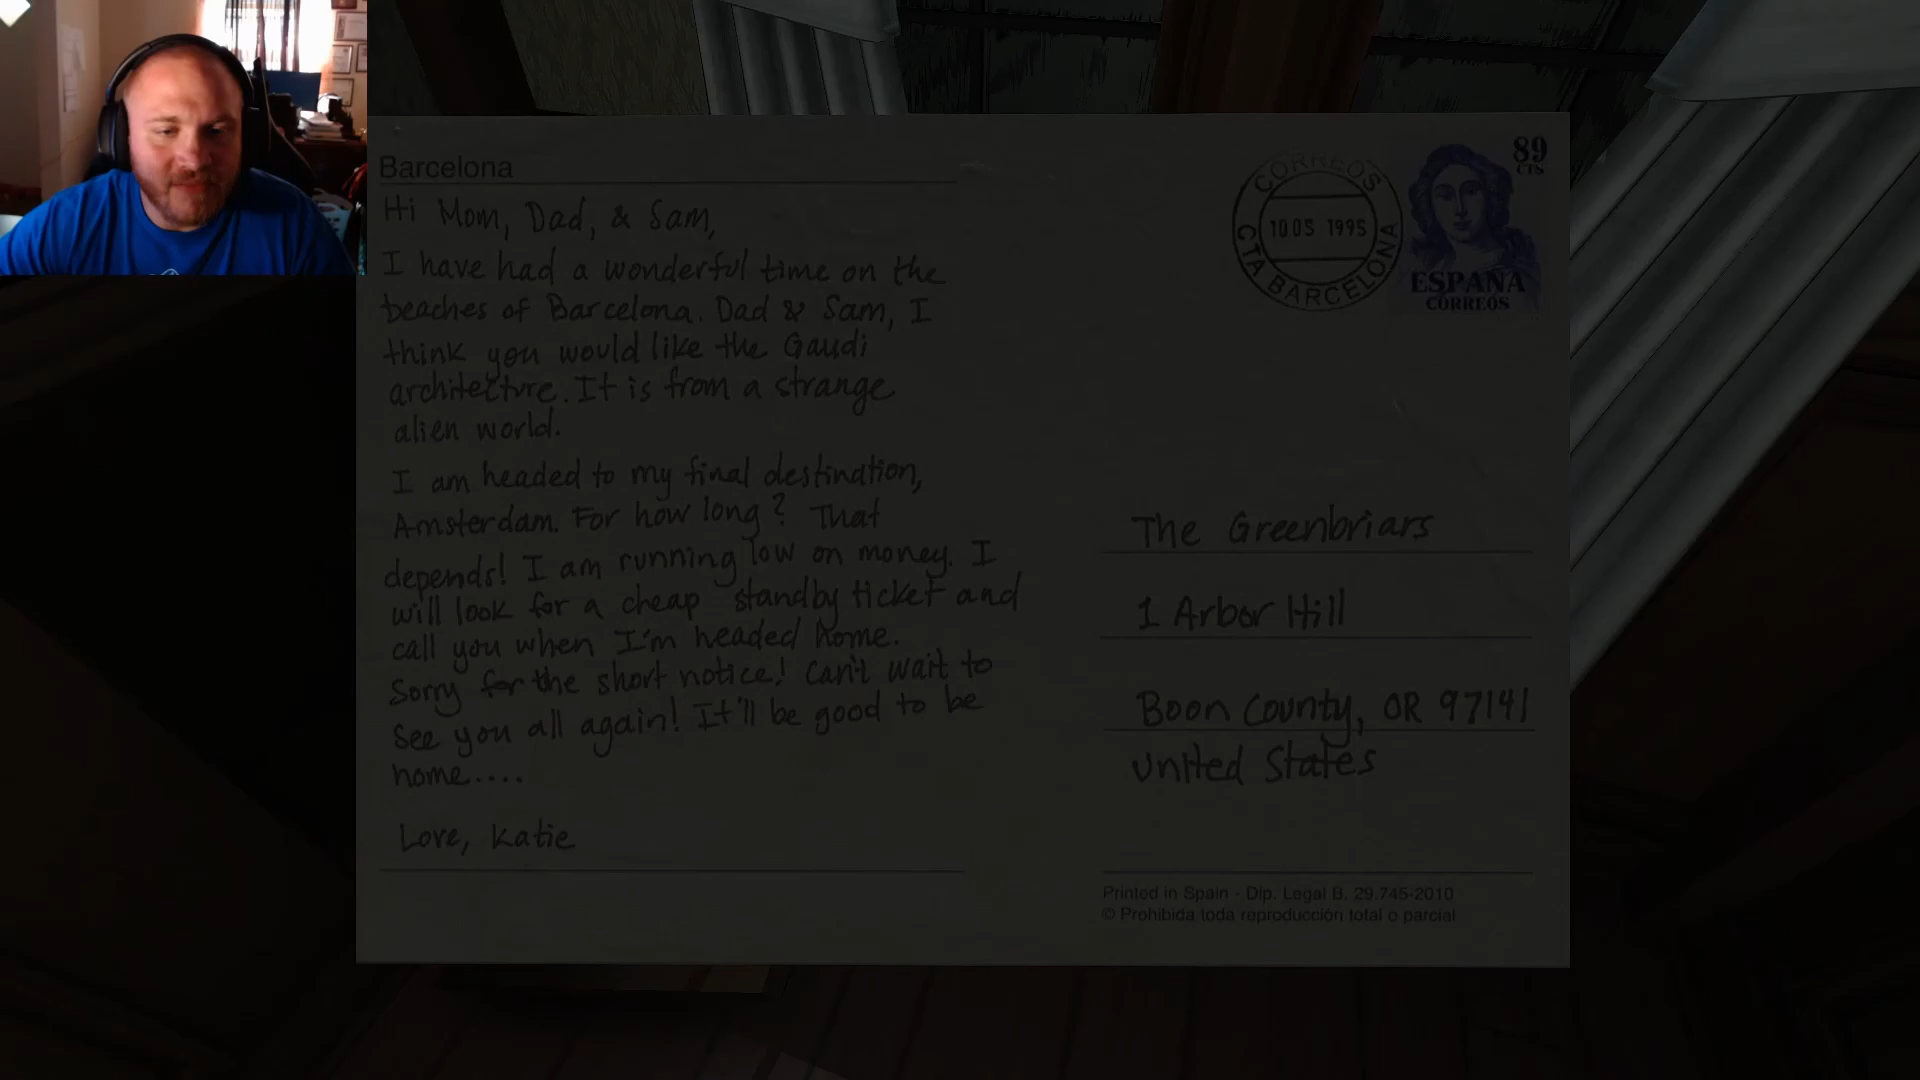 Barcelona
Hi Mom, Dad, & Sam,
I have had a wonderful time on the
beaches of Barcelona. Dad & Sam, I
think you would like the Gaudi
architecture. It is from a strange
alien world.
I am headed to my final destination,
Amsterdam. For how long? That
depends! I am running low on money. I
will look for a cheap standby ticket and
call you when I'm headed home.
Sorry for the short notice! Can't wait to
see you all again! It'll be good to be
home....
Love, Katie
CORREOS
1005 1995
CTA BARCELONA
89
CTS
ESPANA
CORREOS
The Greenbriars
1 Arbor Hill
Boon County, OR 97141
United States
Printed in Spain - Dip. Legal B. 29.745-2010
© Prohibida toda reproducción total o parcial